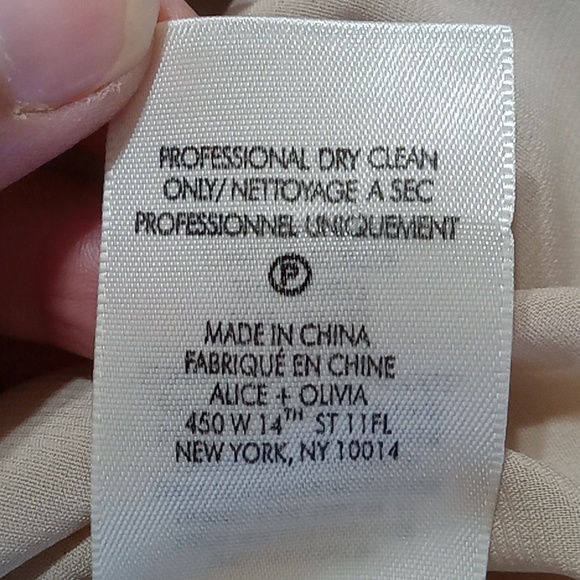 PROFESSIONAL DRY CLEAN
ONLY/ NETTOYAGE A SEC
PROFESSIONNEL UNIQUEMENT
P
MADE IN CHINA
FABRIQUÉ EN CHINE
ALICE + OLIVIA
450 W 14TH ST 11FL
NEW YORK, NY 10014